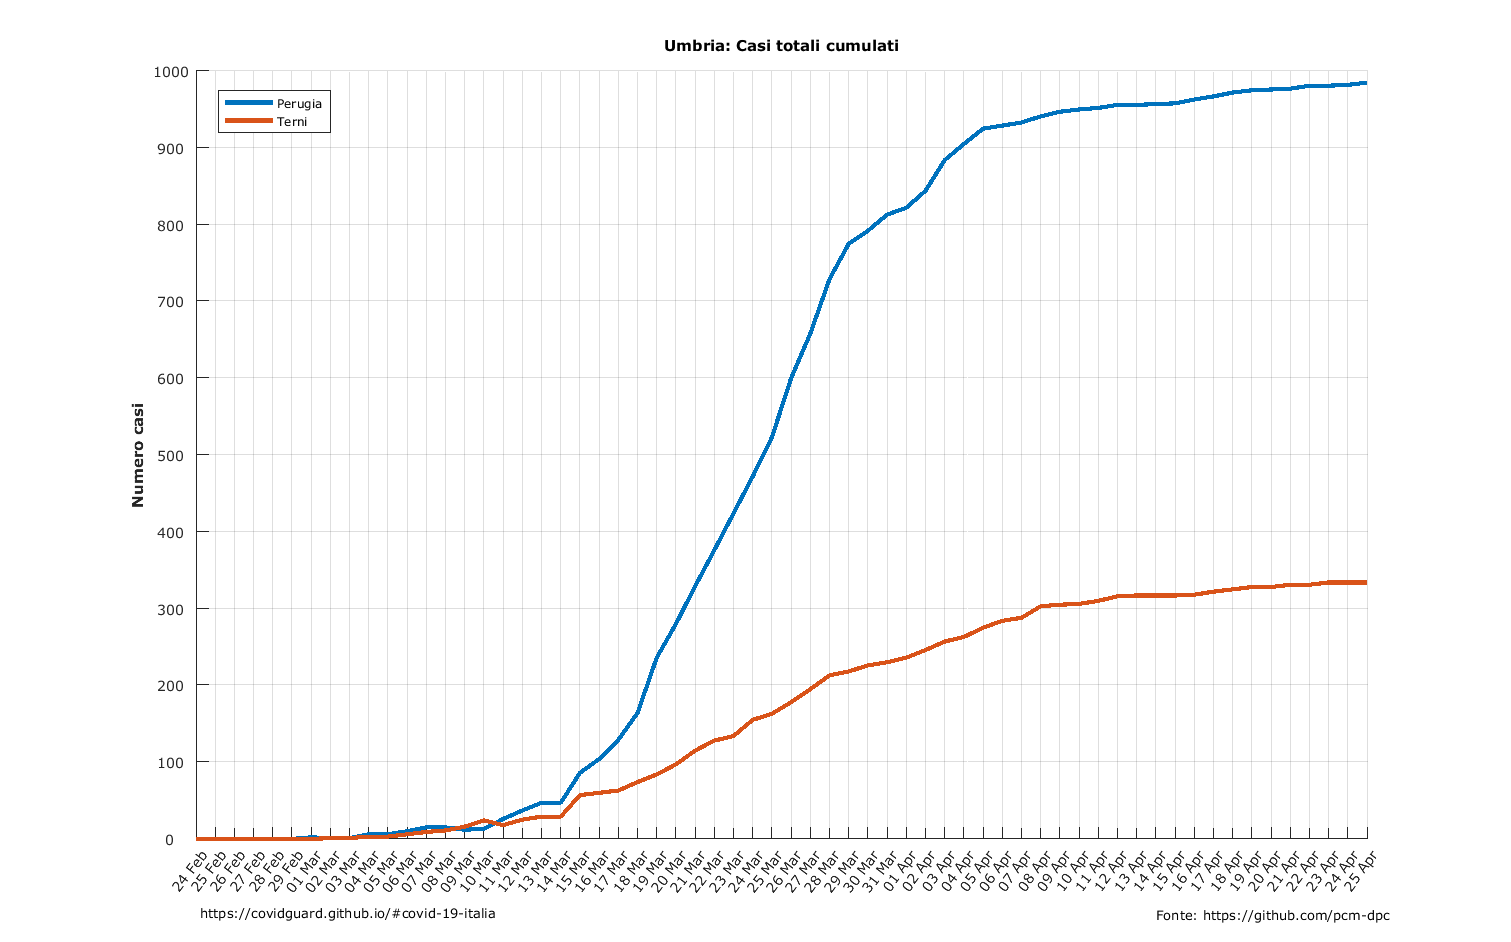 Umbria: Casi totali cumulati
Perugia
Terni
Numero casi
1000
900
800
700
600
500
400
300
200
100
0
24 Feb
25 Feb
26 Feb
27 Feb
28 Feb
29 Feb
01 Mar
02 Mar
03 Mar
04 Mar
05 Mar
06 Mar
07 Mar
08 Mar
09 Mar
10 Mar
11 Mar
12 Mar
13 Mar
14 Mar
15 Mar
16 Mar
17 Mar
18 Mar
19 Mar
20 Mar
21 Mar
22 Mar
23 Mar
24 Mar
25 Mar
26 Mar
27 Mar
28 Mar
29 Mar
30 Mar
31 Mar
01 Apr
02 Apr
03 Apr
04 Apr
05 Apr
06 Apr
07 Apr
08 Apr
09 Apr
10 Apr
11 Apr
12 Apr
13 Apr
14 Apr
15 Apr
16 Apr
17 Apr
18 Apr
19 Apr
20 Apr
21 Apr
22 Apr
23 Apr
24 Apr
25 Apr
https://covidguard.github.io/#covid-19-italia
Fonte: https://github.com/pcm-dpc